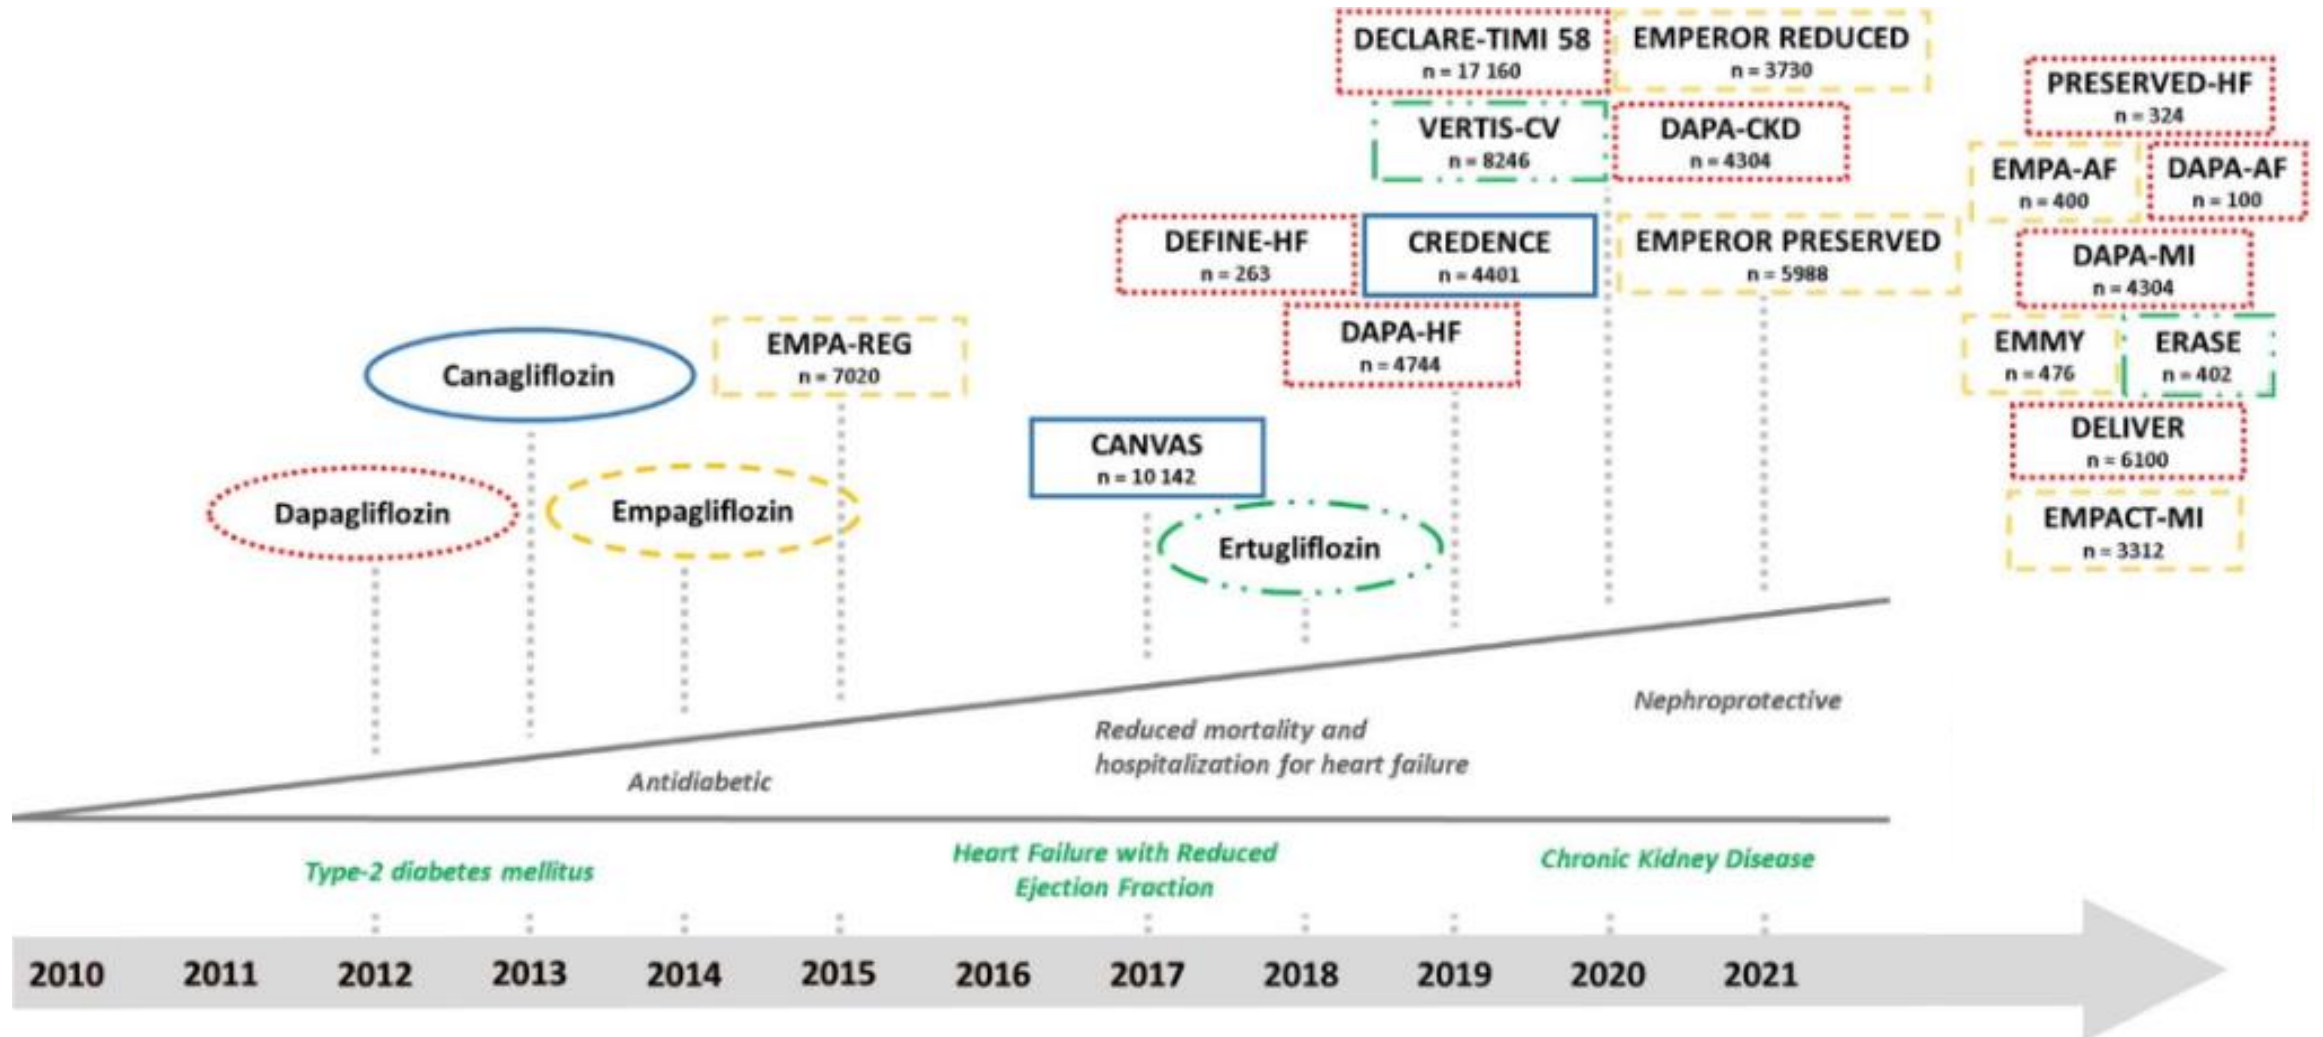 DECLARE-TIMI 58
n = 17 160
EMPEROR REDUCED
n = 3730
PRESERVED-HF
n = 324
VERTIS-CV
n = 8246
DAPA-CKD
n = 4304
EMPA-AF
n = 400
DAPA-AF
n = 100
DEFINE-HF
n = 263
CREDENCE
n = 4401
EMPEROR PRESERVED
n = 5988
DAPA-MI
n = 4304
Canagliflozin
EMPA-REG
n = 7020
DAPA-HF
n = 4744
EMMY
n = 476
ERASE
n = 402
CANVAS
n = 10 142
DELIVER
n = 6100
Dapagliflozin
Empagliflozin
Ertugliflozin
EMPACT-MI
n = 3312
Nephroprotective
Reduced mortality and
hospitalization for heart failure
Antidiabetic
Type-2 diabetes mellitus
Heart Failure with Reduced
Ejection Fraction
Chronic Kidney Disease
2010 2011 2012 2013 2014 2015 2016 2017 2018 2019 2020 2021